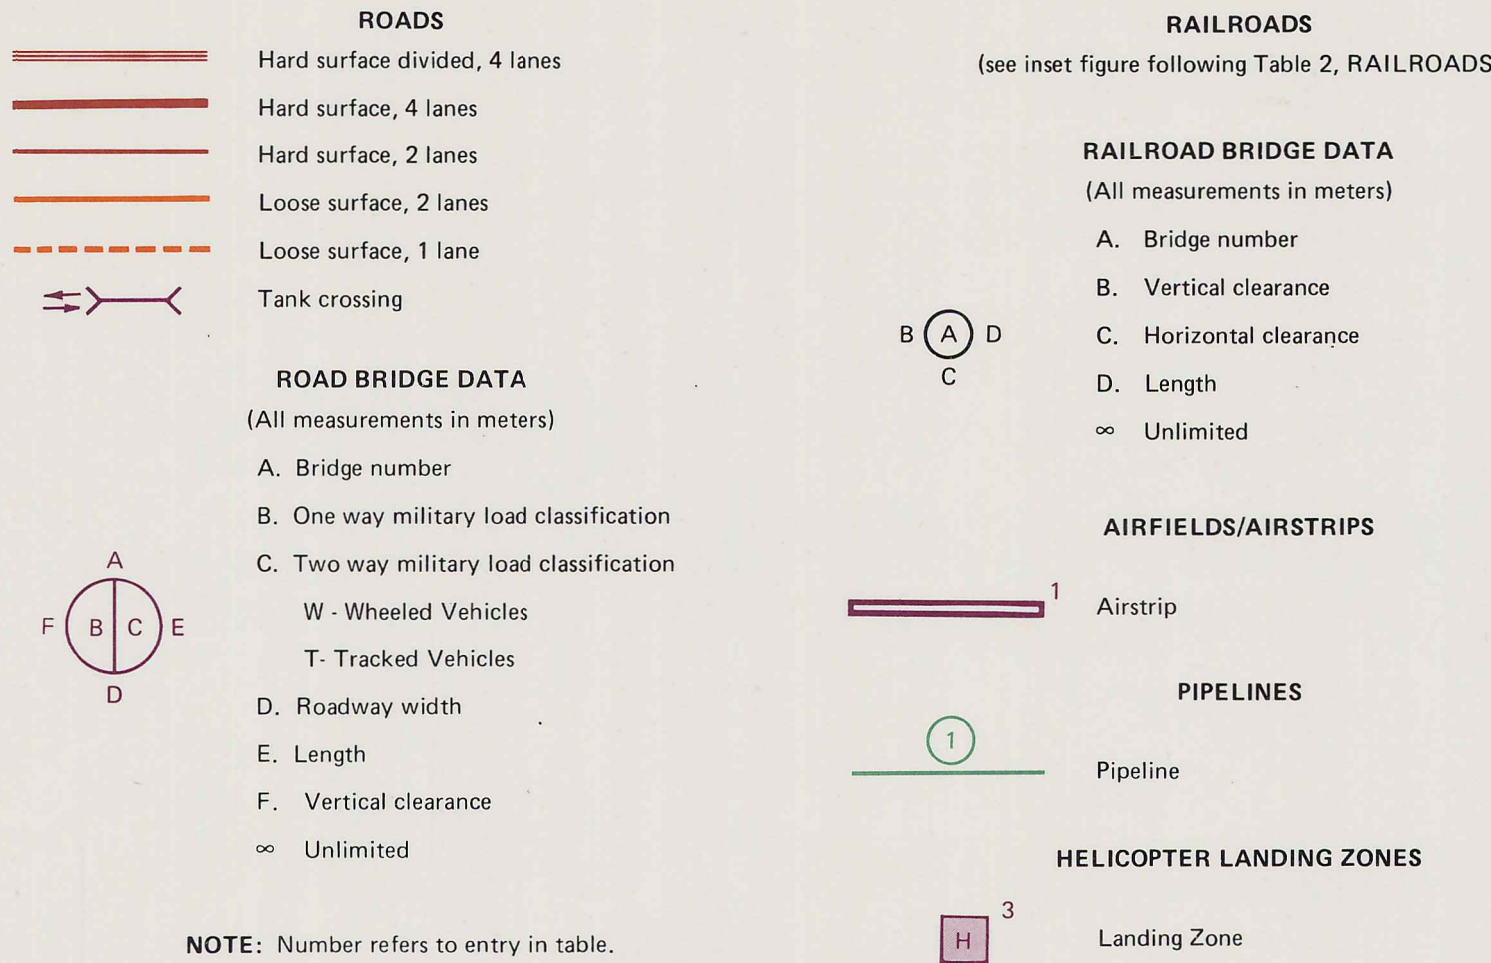 ROADS
Hard surface divided, 4 lanes
Hard surface, 4 lanes
Hard surface, 2 lanes
Loose surface, 2 lanes
Loose surface, 1 lane
Tank crossing
ROAD BRIDGE DATA
(All measurements in meters)
A. Bridge number
B. One way military load classification
C. Two way military load classification
W - Wheeled Vehicles
T- Tracked Vehicles
D. Roadway width
E. Length
F. Vertical clearance
∞ Unlimited
A
F B C E
D
NOTE: Number refers to entry in table.
RAILROADS
(see inset figure following Table 2, RAILROADS
RAILROAD BRIDGE DATA
(All measurements in meters)
A. Bridge number
B. Vertical clearance
C. Horizontal clearance
D. Length
∞ Unlimited
B A D
C
AIRFIELDS/AIRSTRIPS
1
Airstrip
PIPELINES
1
Pipeline
HELICOPTER LANDING ZONES
3
H
Landing Zone